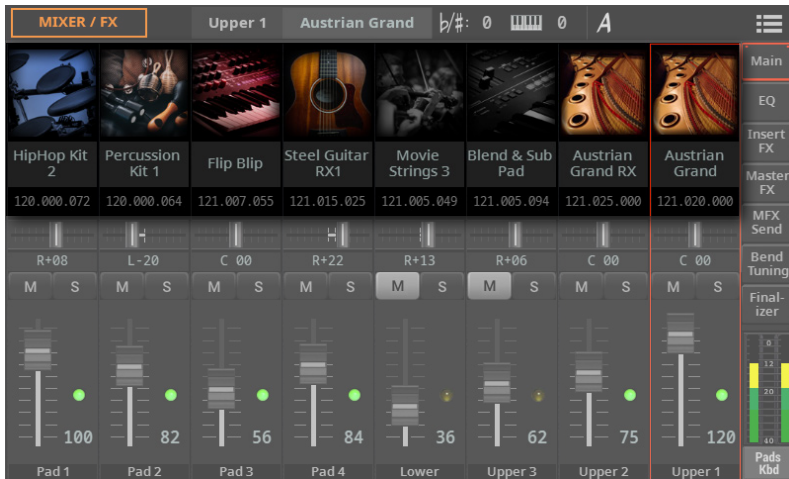 MIXER / FX
Upper 1
Austrian Grand
♭/♯: 0
0
A
Main
EQ
Insert
FX
Master
FX
MFX
Send
Bend
Tuning
Final-
izer
HipHop Kit
2
Percussion
Kit 1
Flip Blip
Steel Guitar
RX1
Movie
Strings 3
Blend & Sub
Pad
Austrian
Grand RX
Austrian
Grand
120.000.072 120.000.064 121.007.055 121.015.025 121.005.049 121.005.094 121.025.000 121.020.000
R+08 L-20 C 00 R+22 R+13 R+06 C 00 C 00
M S M S M S M S M S M S M S M S
0
12
20
40
100 82 56 84 36 62 75 120
Pad 1 Pad 2 Pad 3 Pad 4 Lower Upper 3 Upper 2 Upper 1
Pads
Kbd